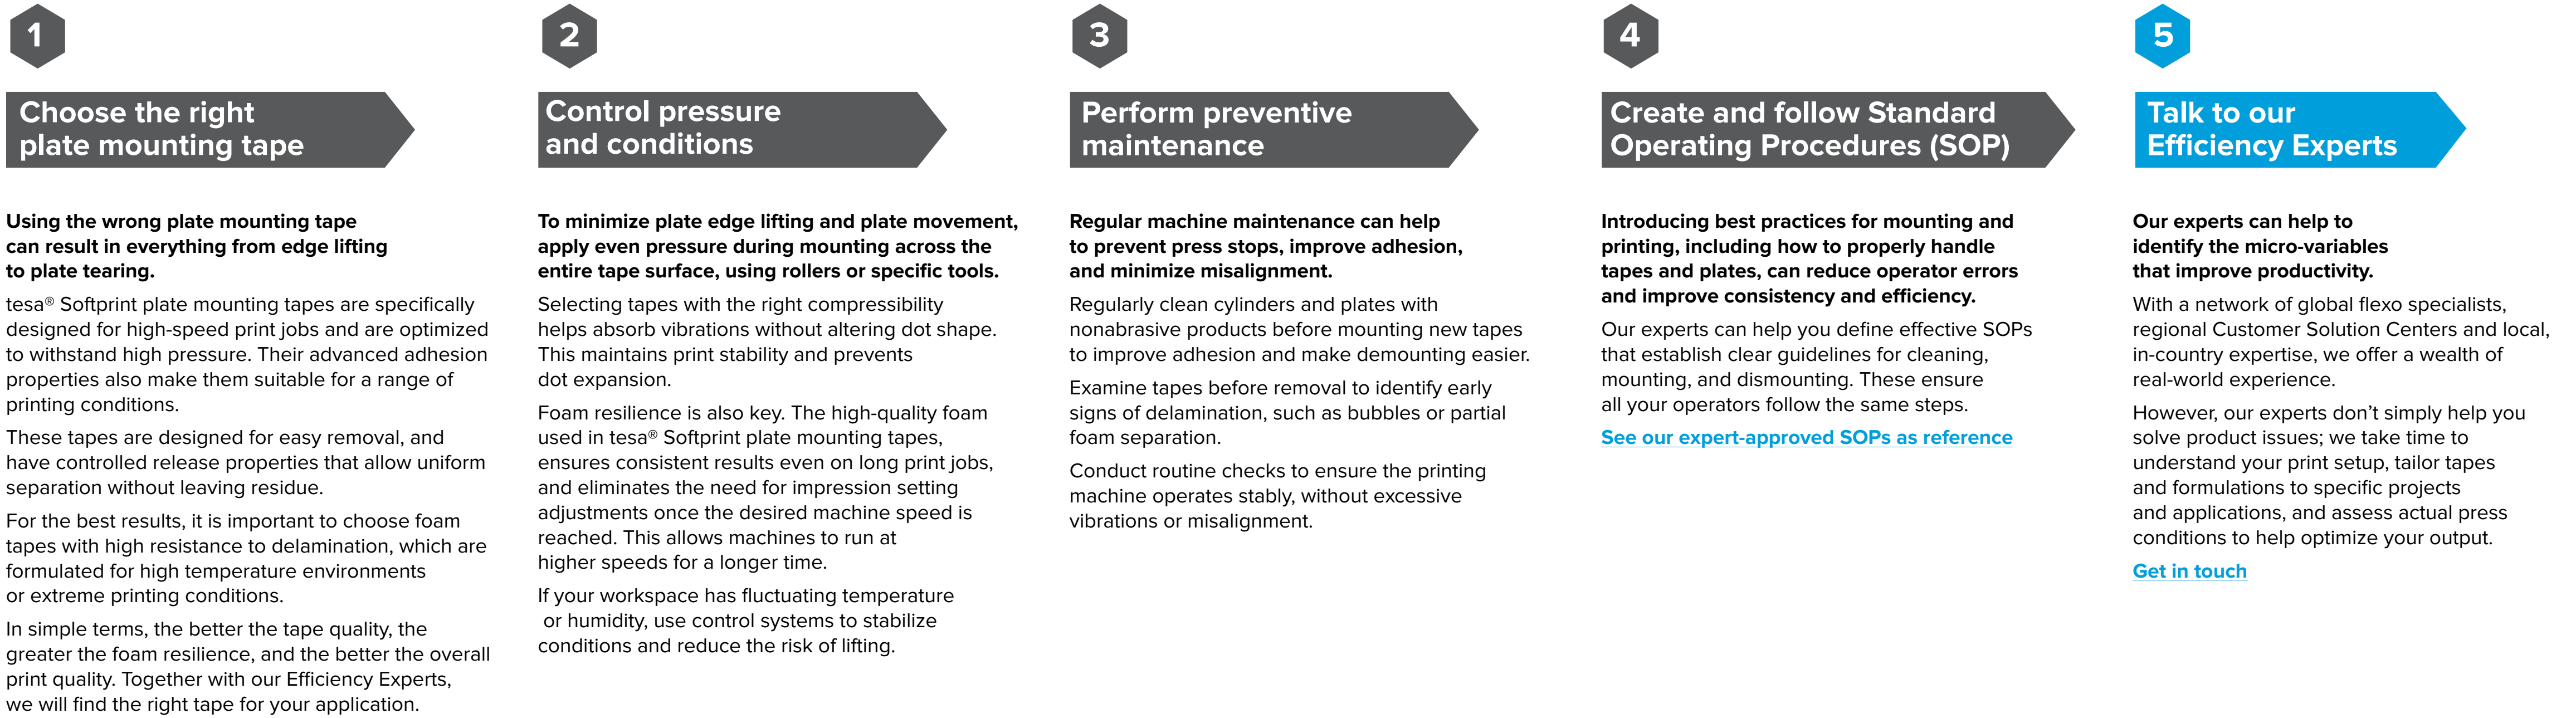 1
Choose the right
plate mounting tape
Using the wrong plate mounting tape
can result in everything from edge lifting
to plate tearing.
tesa® Softprint plate mounting tapes are specifically
designed for high-speed print jobs and are optimized
to withstand high pressure. Their advanced adhesion
properties also make them suitable for a range of
printing conditions.
These tapes are designed for easy removal, and
have controlled release properties that allow uniform
separation without leaving residue.
For the best results, it is important to choose foam
tapes with high resistance to delamination, which are
formulated for high temperature environments
or extreme printing conditions.
In simple terms, the better the tape quality, the
greater the foam resilience, and the better the overall
print quality. Together with our Efficiency Experts,
we will find the right tape for your application.
2
Control pressure
and conditions
To minimize plate edge lifting and plate movement,
apply even pressure during mounting across the
entire tape surface, using rollers or specific tools.
Selecting tapes with the right compressibility
helps absorb vibrations without altering dot shape.
This maintains print stability and prevents
dot expansion.
Foam resilience is also key. The high-quality foam
used in tesa® Softprint plate mounting tapes,
ensures consistent results even on long print jobs,
and eliminates the need for impression setting
adjustments once the desired machine speed is
reached. This allows machines to run at
higher speeds for a longer time.
If your workspace has fluctuating temperature
or humidity, use control systems to stabilize
conditions and reduce the risk of lifting.
3
Perform preventive
maintenance
Regular machine maintenance can help
to prevent press stops, improve adhesion,
and minimize misalignment.
Regularly clean cylinders and plates with
nonabrasive products before mounting new tapes
to improve adhesion and make demounting easier.
Examine tapes before removal to identify early
signs of delamination, such as bubbles or partial
foam separation.
Conduct routine checks to ensure the printing
machine operates stably, without excessive
vibrations or misalignment.
4
Create and follow Standard
Operating Procedures (SOP)
Introducing best practices for mounting and
printing, including how to properly handle
tapes and plates, can reduce operator errors
and improve consistency and efficiency.
Our experts can help you define effective SOPs
that establish clear guidelines for cleaning,
mounting, and dismounting. These ensure
all your operators follow the same steps.
See our expert-approved SOPs as reference
5
Talk to our
Efficiency Experts
Our experts can help to
identify the micro-variables
that improve productivity.
With a network of global flexo specialists,
regional Customer Solution Centers and local,
in-country expertise, we offer a wealth of
real-world experience.
However, our experts don’t simply help you
solve product issues; we take time to
understand your print setup, tailor tapes
and formulations to specific projects
and applications, and assess actual press
conditions to help optimize your output.
Get in touch